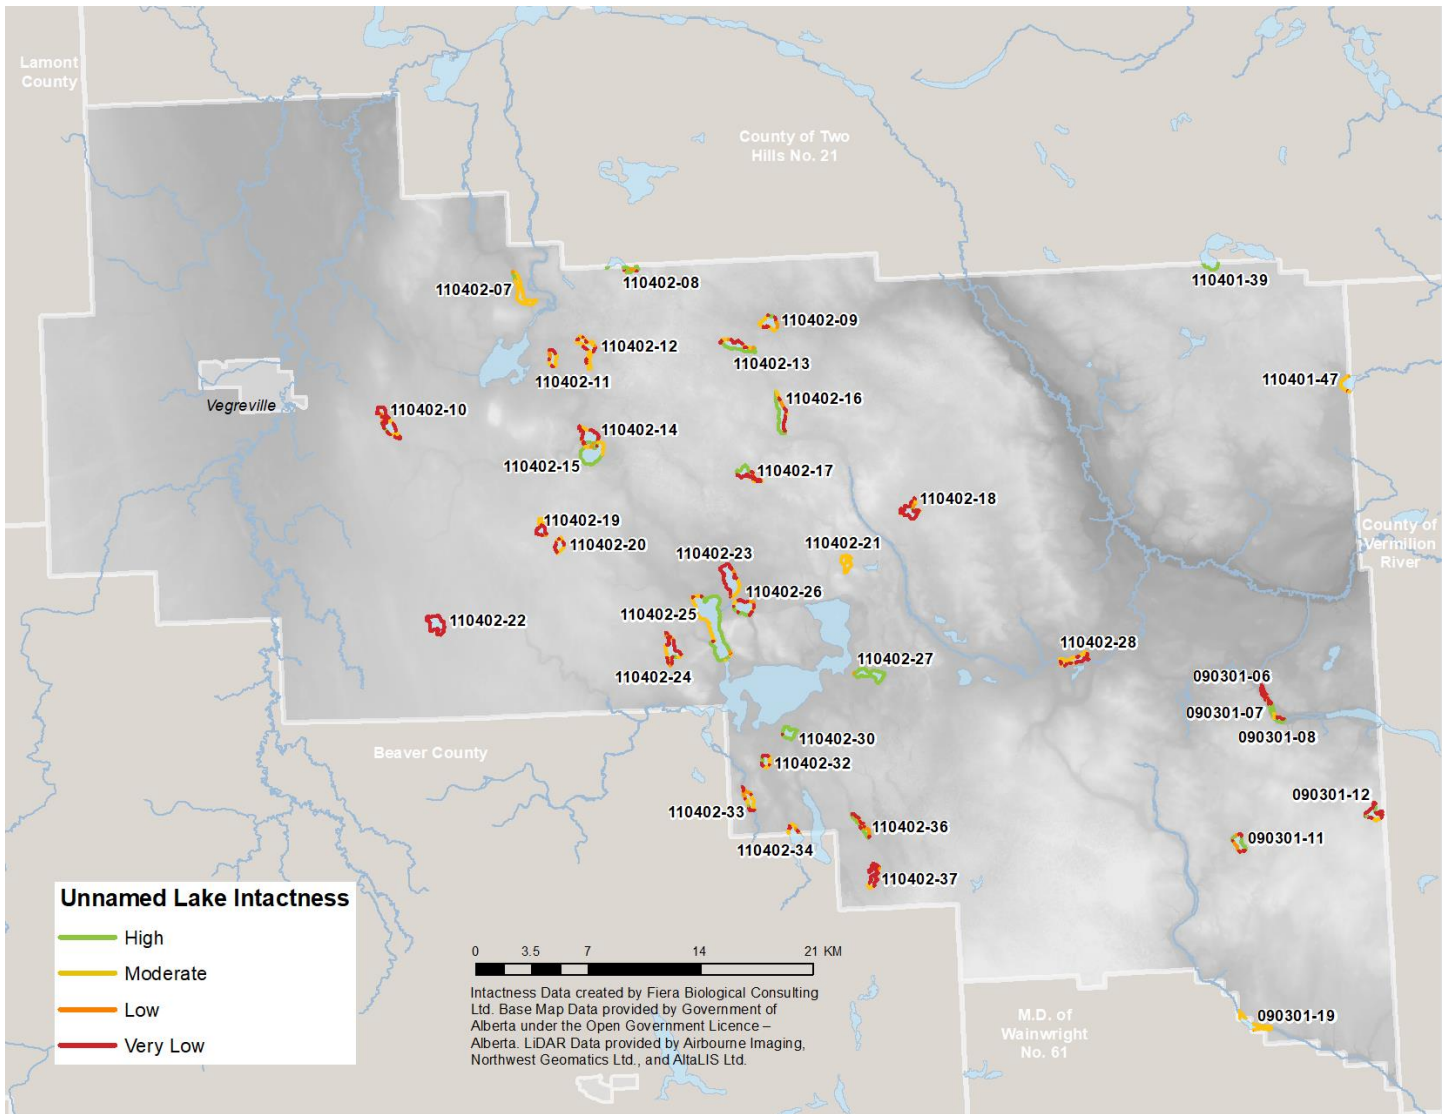 Lamont
County
County of Two
Hills No. 21
110402-07
110402-08
110401-39
110402-09
110402-12
110402-13
110402-11
110401-47
Vegreville
110402-10
110402-16
110402-14
110402-15
110402-17
110402-18
110402-19
110402-20
110402-21
County of
Vermilion
River
110402-23
110402-26
110402-25
110402-22
110402-24
110402-28
110402-27
090301-06
090301-07
090301-08
110402-30
Beaver County
110402-32
110402-33
090301-12
110402-36
110402-34
090301-11
110402-37
Unnamed Lake Intactness
High
Moderate
Low
Very Low
0 3.5 7 14 21 KM
Intactness Data created by Fiera Biological Consulting
Ltd. Base Map Data provided by Government of
Alberta under the Open Government Licence –
Alberta. LiDAR Data provided by Airbourne Imaging,
Northwest Geomatics Ltd., and AltaLIS Ltd.
M.D. of
Wainwright
No. 61
090301-19